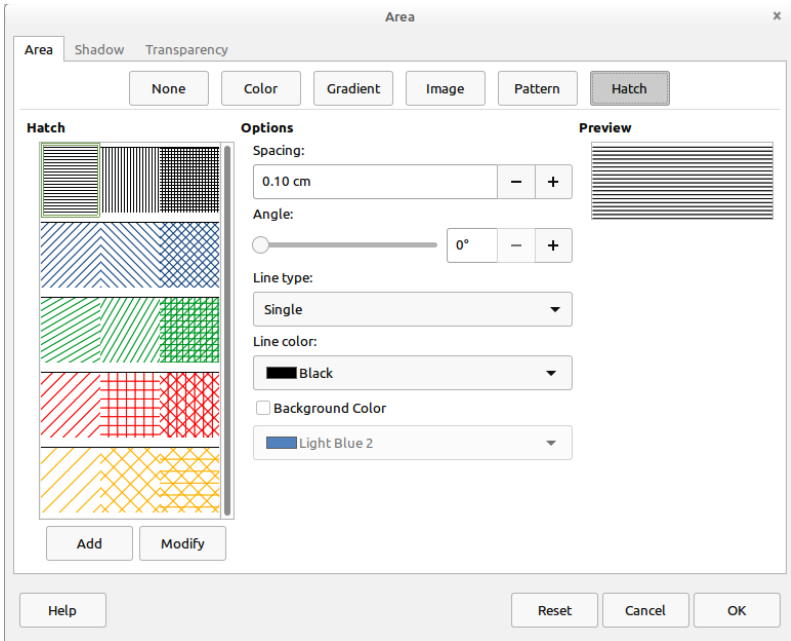 Area
x
Area Shadow Transparency
None Color Gradient Image Pattern Hatch
Hatch
Options
Preview
Spacing:
0.10 cm − +
Angle:
0° − +
Line type:
Single
Line color:
Black
Background Color
Light Blue 2
Add Modify
Help Reset Cancel OK